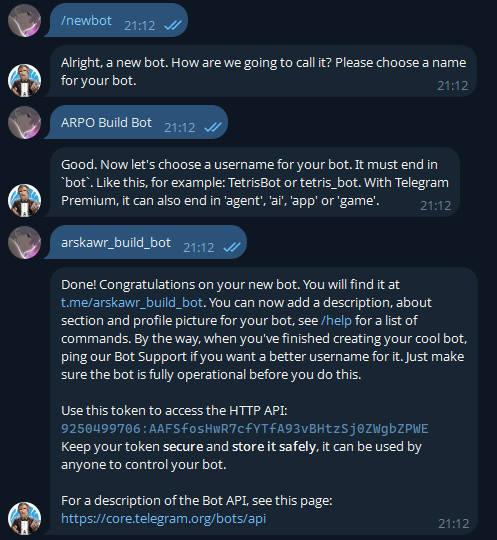 /newbot 21:12
Alright, a new bot. How are we going to call it? Please choose a name
for your bot. 21:12
ARPO Build Bot 21:12
Good. Now let's choose a username for your bot. It must end in
`bot`. Like this, for example: TetrisBot or tetris_bot. With Telegram
Premium, it can also end in 'agent', 'ai', 'app' or 'game'. 21:12
arskawr_build_bot 21:12
Done! Congratulations on your new bot. You will find it at
t.me/arskawr_build_bot. You can now add a description, about
section and profile picture for your bot, see /help for a list of
commands. By the way, when you've finished creating your cool bot,
ping our Bot Support if you want a better username for it. Just make
sure the bot is fully operational before you do this.
Use this token to access the HTTP API:
9250499706:AAFSfosHwR7cfYTfA93vBHtzSj0ZWgbZPWE
Keep your token secure and store it safely, it can be used by
anyone to control your bot.
For a description of the Bot API, see this page:
https://core.telegram.org/bots/api 21:12